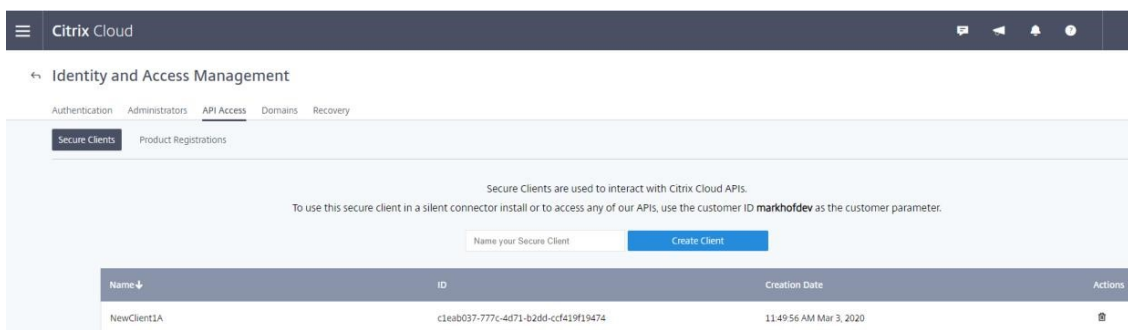 Citrix Cloud
Identity and Access Management
Authentication Administrators API Access Domains Recovery
Secure Clients Product Registrations
Secure Clients are used to interact with Citrix Cloud APIs.
To use this secure client in a silent connector install or to access any of our APIs, use the customer ID markhofdev as the customer parameter.
Name your Secure Client Create Client
Name ID Creation Date Actions
NewClient1A c1eab037-777c-4d71-b2dd-ccf419f19474 11:49:56 AM Mar 3, 2020